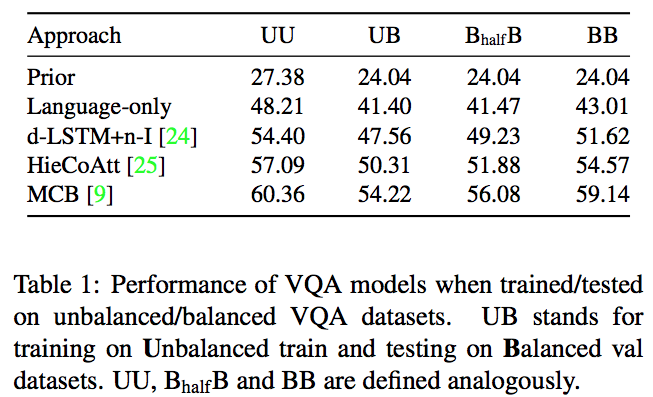 Approach UU UB BhalfB BB
Prior 27.38 24.04 24.04 24.04
Language-only 48.21 41.40 41.47 43.01
d-LSTM+n-I [24] 54.40 47.56 49.23 51.62
HieCoAtt [25] 57.09 50.31 51.88 54.57
MCB [9] 60.36 54.22 56.08 59.14
Table 1: Performance of VQA models when trained/tested
on unbalanced/balanced VQA datasets. UB stands for
training on Unbalanced train and testing on Balanced val
datasets. UU, BhalfB and BB are defined analogously.